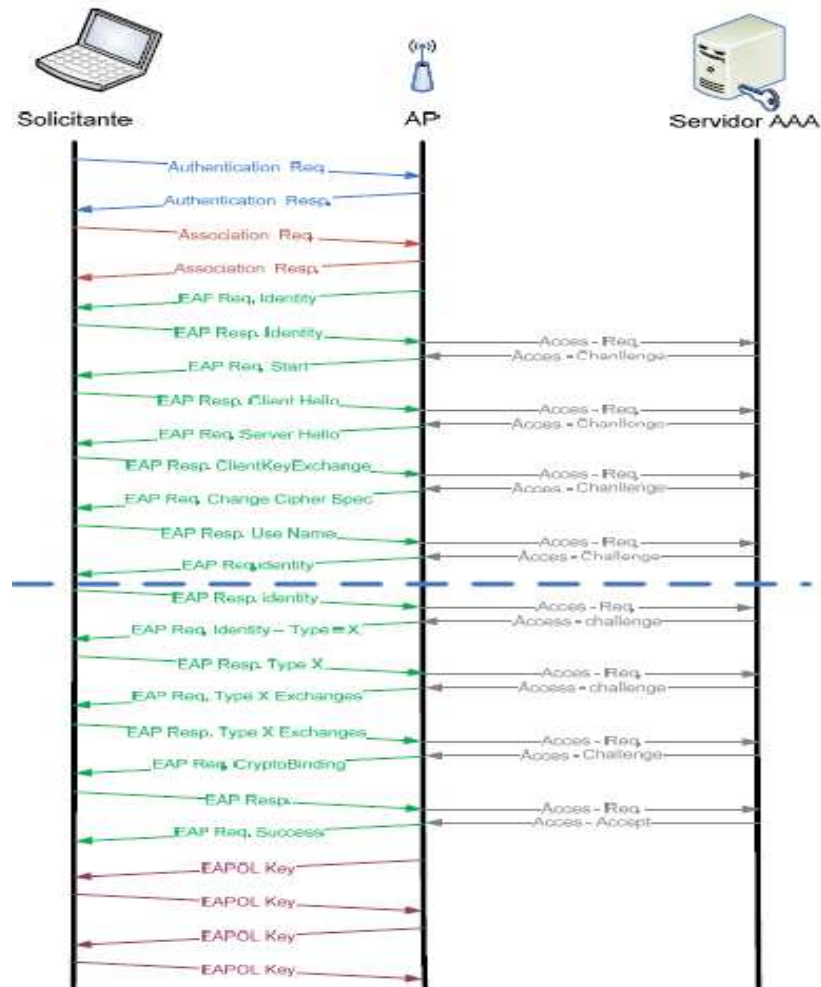 Solicitante
AP
Servidor AAA
Authentication Req.
Authentication Resp.
Association Req.
Association Resp.
EAP Req. Identity
EAP Resp. Identity
Acces - Req.
Acces - Chanllenge
EAP Req. Start
EAP Resp. Client Hello
Acces - Req.
Acces - Chanllenge
EAP Req. Server Hello
EAP Resp. ClientKeyExchange
Acces - Req.
Acces - Chanllenge
EAP Req. Change Cipher Spec
EAP Resp. Use Name
Acces - Req.
Access - Challenge
EAP Req.identity
EAP Resp. identity
Acces - Req.
Access - challenge
EAP Req. Identity - Type = X.
EAP Resp. Type X
Acces - Req.
Access - challenge
EAP Req. Type X Exchanges
EAP Resp. Type X Exchanges
Acces - Req.
Acces - Challenge
EAP Req. CryptoBinding
EAP Resp.
Acces - Req.
Acces - Accept
EAP Req. Success
EAPOL Key
EAPOL Key
EAPOL Key
EAPOL Key